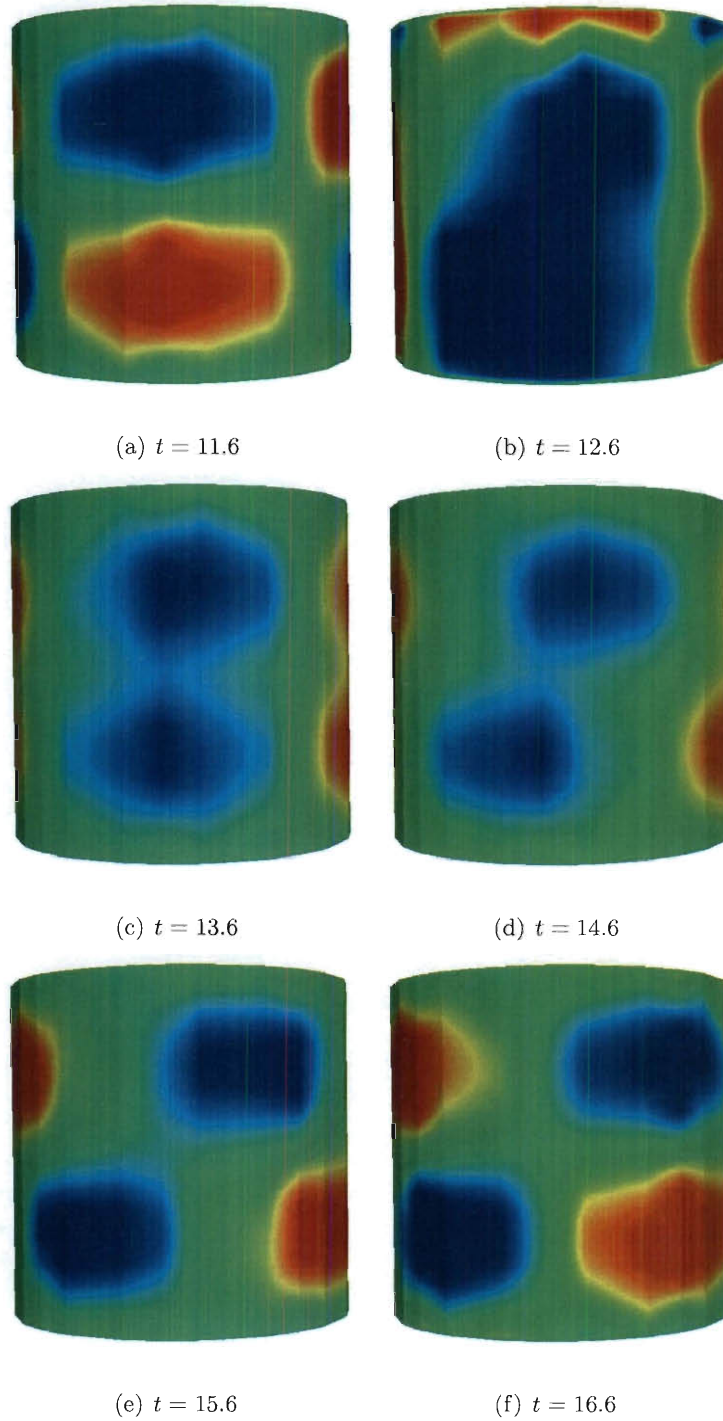 (a) t = 11.6
(b) t = 12.6
(c) t = 13.6
(d) t = 14.6
(e) t = 15.6
(f) t = 16.6